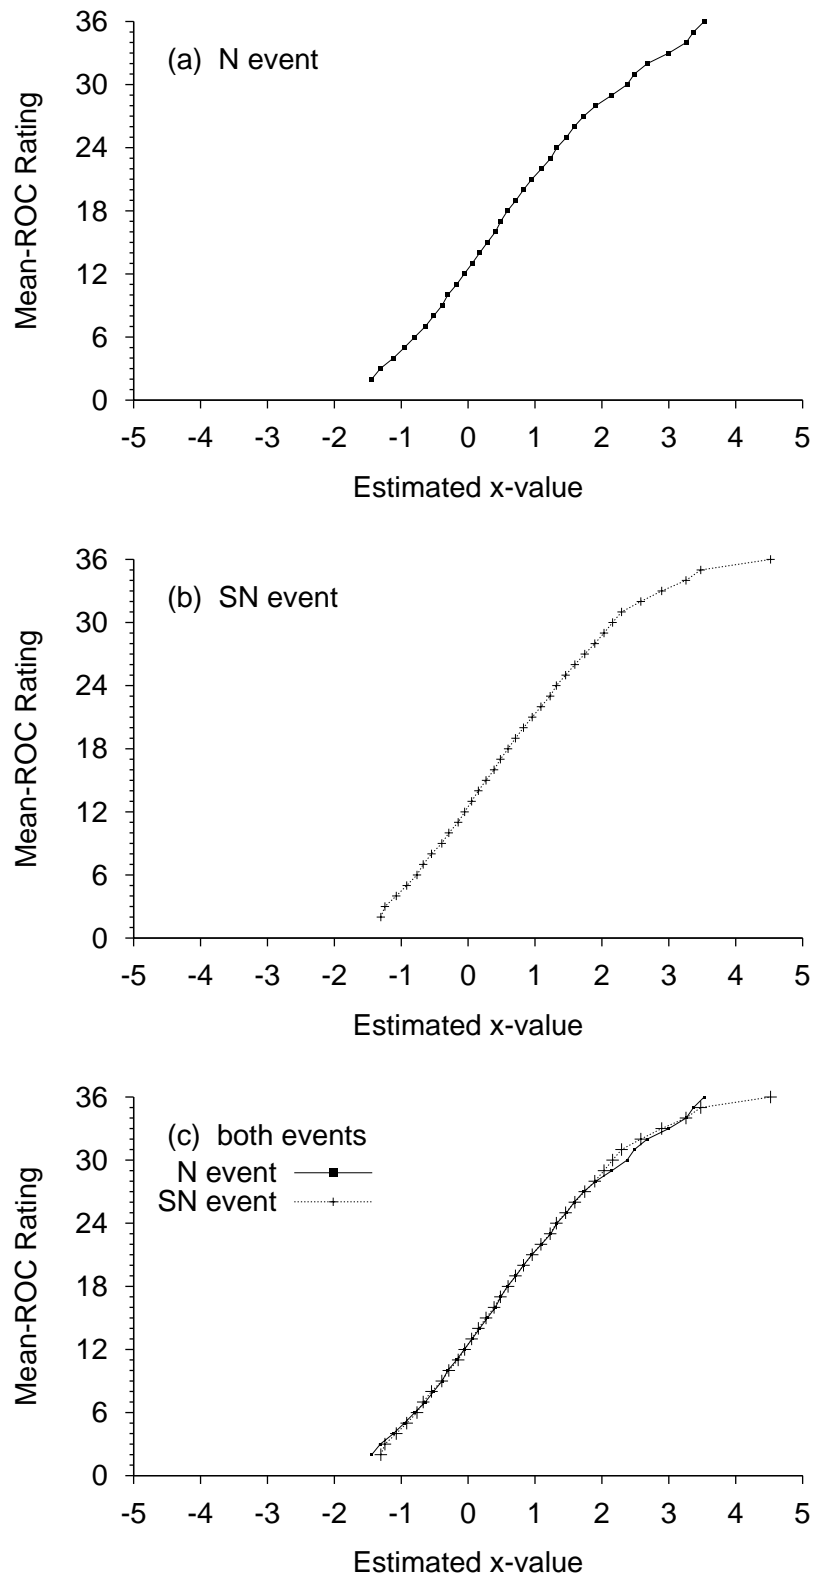 36
30
24
18
12
6
0
Mean-ROC Rating
(a) N event
-5 -4 -3 -2 -1 0 1 2 3 4 5
Estimated x-value
36
30
24
18
12
6
0
Mean-ROC Rating
(b) SN event
-5 -4 -3 -2 -1 0 1 2 3 4 5
Estimated x-value
36
30
24
18
12
6
0
Mean-ROC Rating
(c) both events
N event
SN event
-5 -4 -3 -2 -1 0 1 2 3 4 5
Estimated x-value